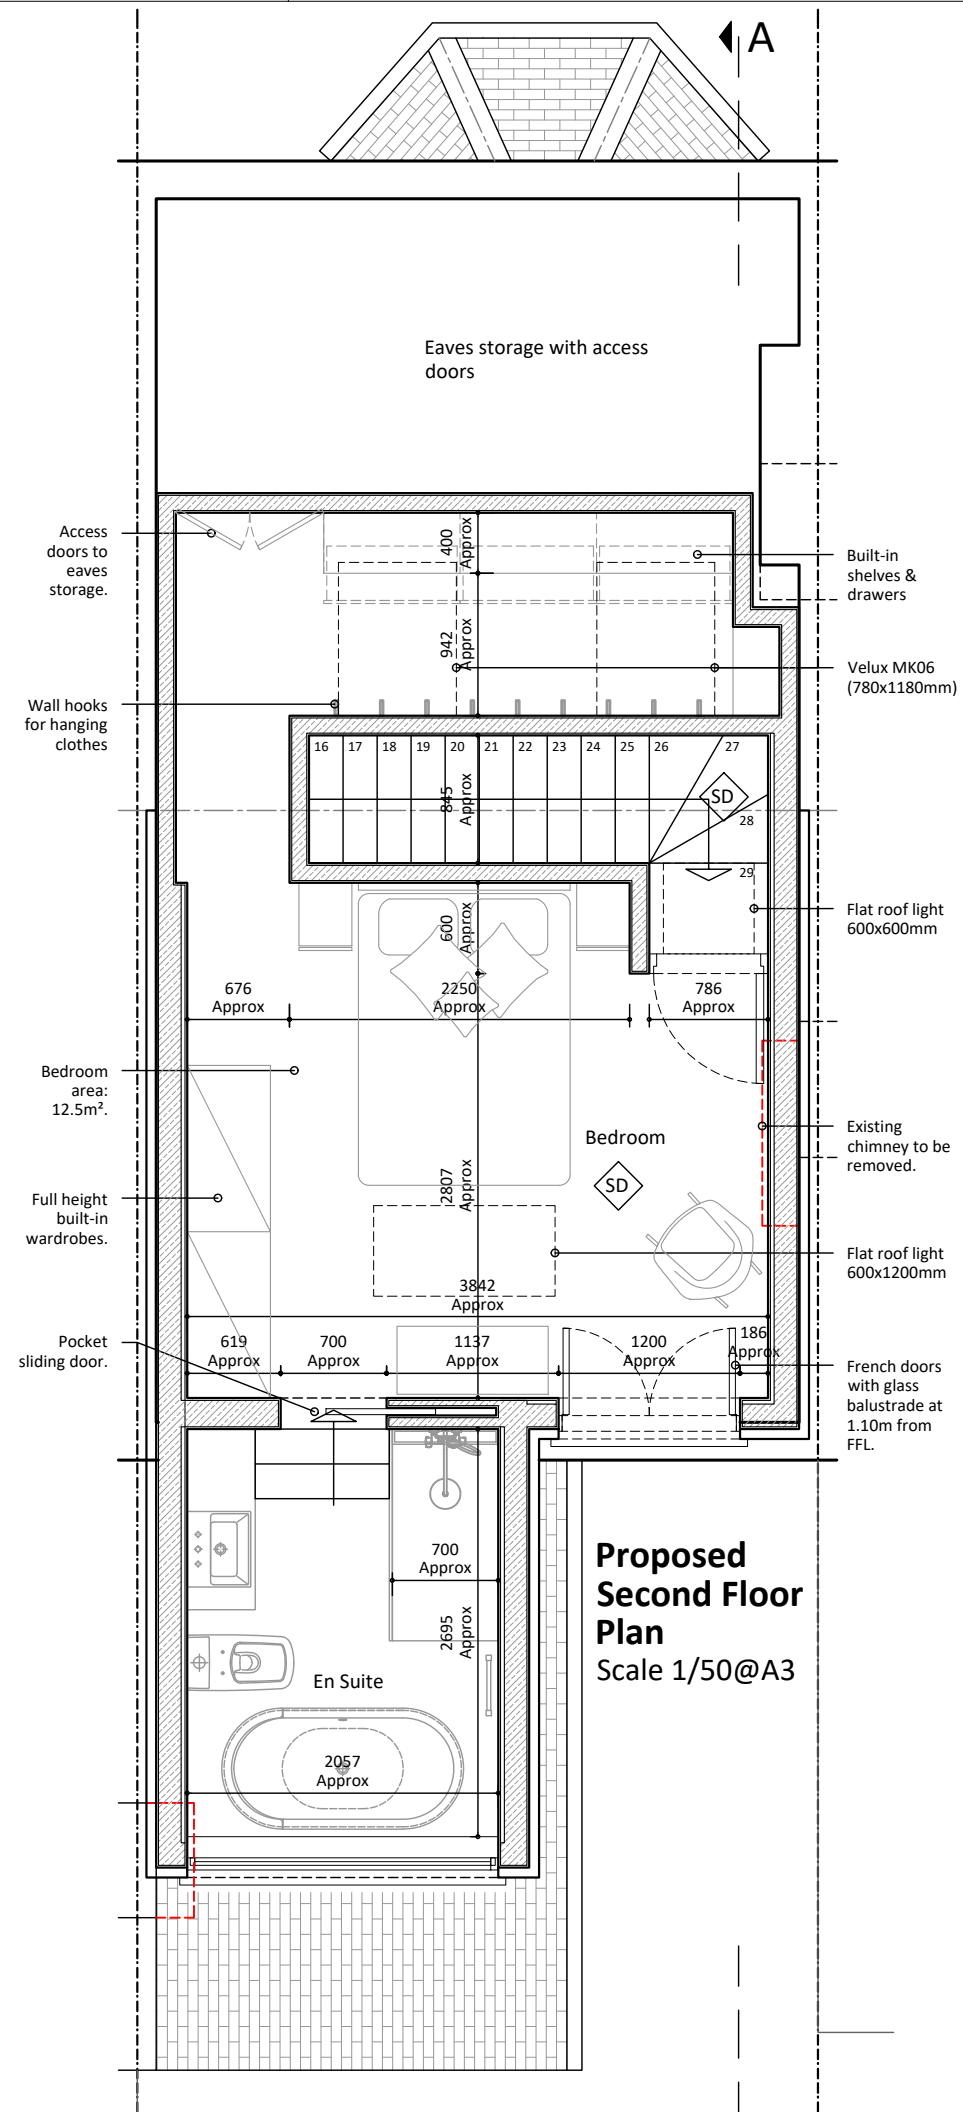 A
Eaves storage with access
doors
Access
doors to
eaves
storage.
400
Approx
Built-in
shelves &
drawers
942
Approx
Velux MK06
(780x1180mm)
Wall hooks
for hanging
clothes
16 17 18 19 20 21 22 23 24 25 26 27
845
Approx
SD
28
29
Flat roof light
600x600mm
600
Approx
676
Approx
2250
Approx
786
Approx
Bedroom
area:
12.5m².
Existing
chimney to be
removed.
Bedroom
SD
2807
Approx
Full height
built-in
wardrobes.
Flat roof light
600x1200mm
3842
Approx
Pocket
sliding door.
619
Approx
700
Approx
1137
Approx
1200
Approx
186
Approx
French doors
with glass
balustrade at
1.10m from
FFL.
700
Approx
2695
Approx
Proposed
Second Floor
Plan
Scale 1/50@A3
En Suite
2057
Approx